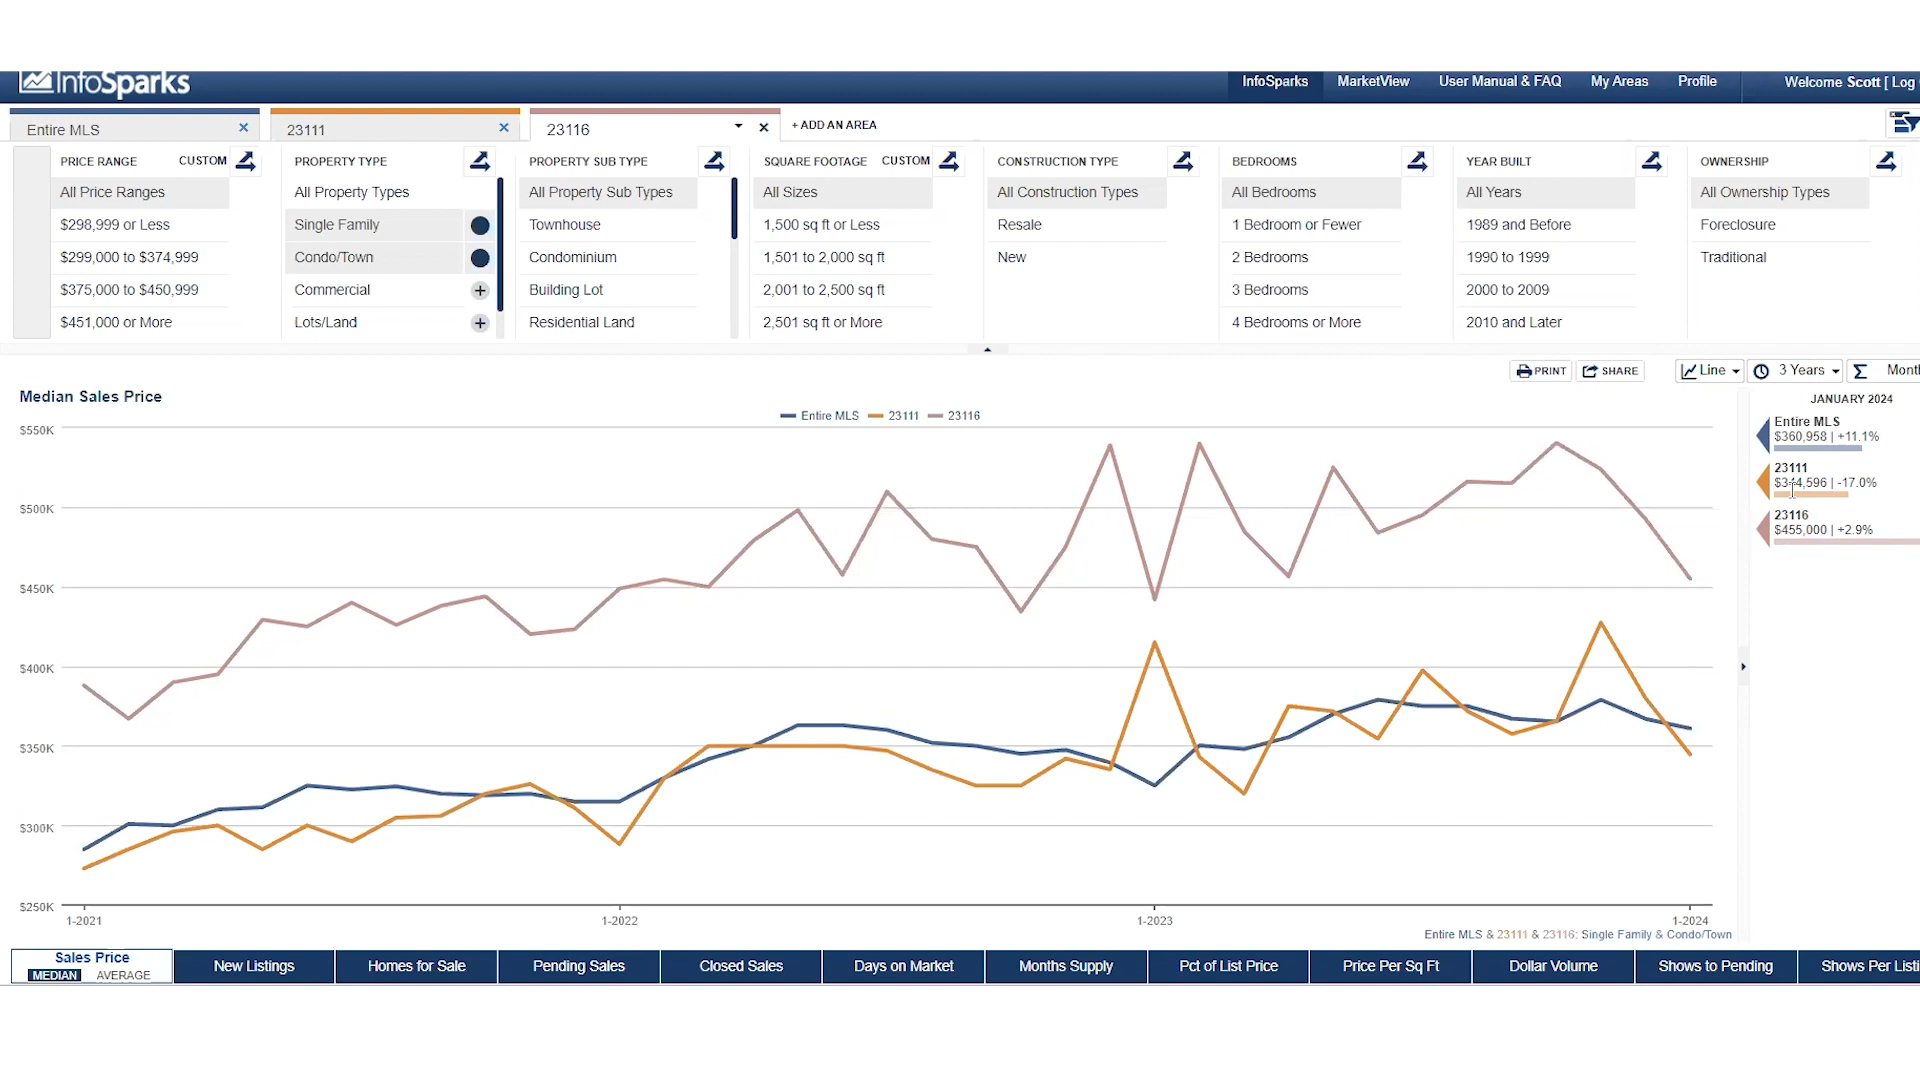 InfoSparks
InfoSparks MarketView User Manual & FAQ My Areas Profile Welcome Scott [ Log
Entire MLS 23111 23116 + ADD AN AREA
PRICE RANGE CUSTOM PROPERTY TYPE PROPERTY SUB TYPE SQUARE FOOTAGE CUSTOM CONSTRUCTION TYPE BEDROOMS YEAR BUILT OWNERSHIP
All Price Ranges All Property Types All Property Sub Types All Sizes All Construction Types All Bedrooms All Years All Ownership Types
$298,999 or Less Single Family Townhouse 1,500 sq ft or Less Resale 1 Bedroom or Fewer 1989 and Before Foreclosure
$299,000 to $374,999 Condo/Town Condominium 1,501 to 2,000 sq ft New 2 Bedrooms 1990 to 1999 Traditional
$375,000 to $450,999 Commercial Building Lot 2,001 to 2,500 sq ft 3 Bedrooms 2000 to 2009
$451,000 or More Lots/Land Residential Land 2,501 sq ft or More 4 Bedrooms or More 2010 and Later
PRINT SHARE Line 3 Years Month
Median Sales Price
JANUARY 2024
Entire MLS 23111 23116
Entire MLS
$360,958 | +11.1%
23111
$344,596 | -17.0%
23116
$455,000 | +2.9%
$550K
$500K
$450K
$400K
$350K
$300K
$250K
1-2021 1-2022 1-2023 1-2024
Entire MLS & 23111 & 23116: Single Family & Condo/Town
Sales Price
MEDIAN AVERAGE
New Listings Homes for Sale Pending Sales Closed Sales Days on Market Months Supply Pct of List Price Price Per Sq Ft Dollar Volume Shows to Pending Shows Per Listi